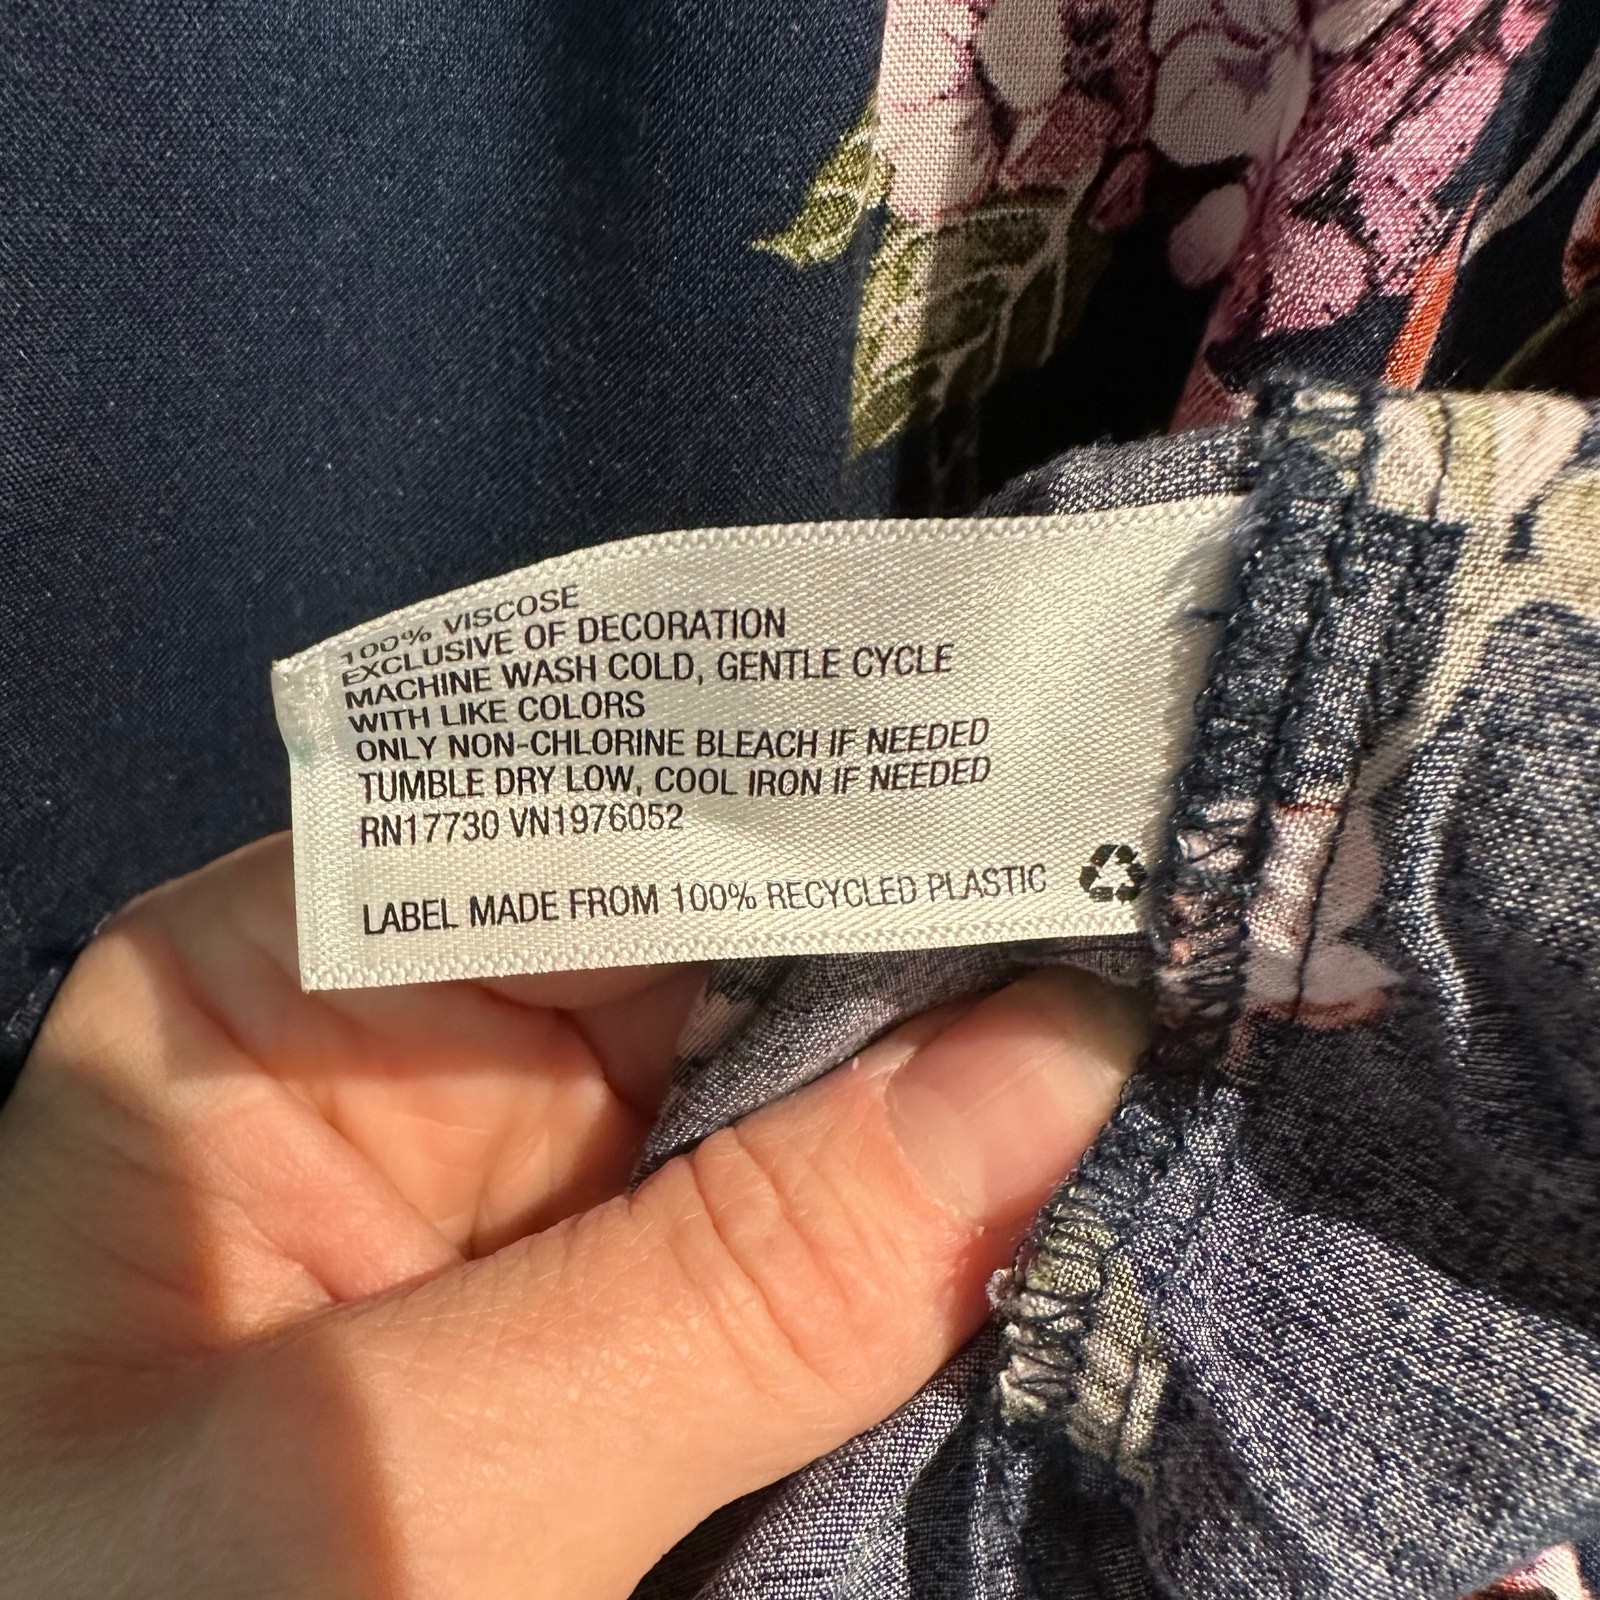 100% VISCOSE
EXCLUSIVE OF DECORATION
MACHINE WASH COLD, GENTLE CYCLE
WITH LIKE COLORS
ONLY NON-CHLORINE BLEACH IF NEEDED
TUMBLE DRY LOW, COOL IRON IF NEEDED
RN17730 VN1976052
LABEL MADE FROM 100% RECYCLED PLASTIC